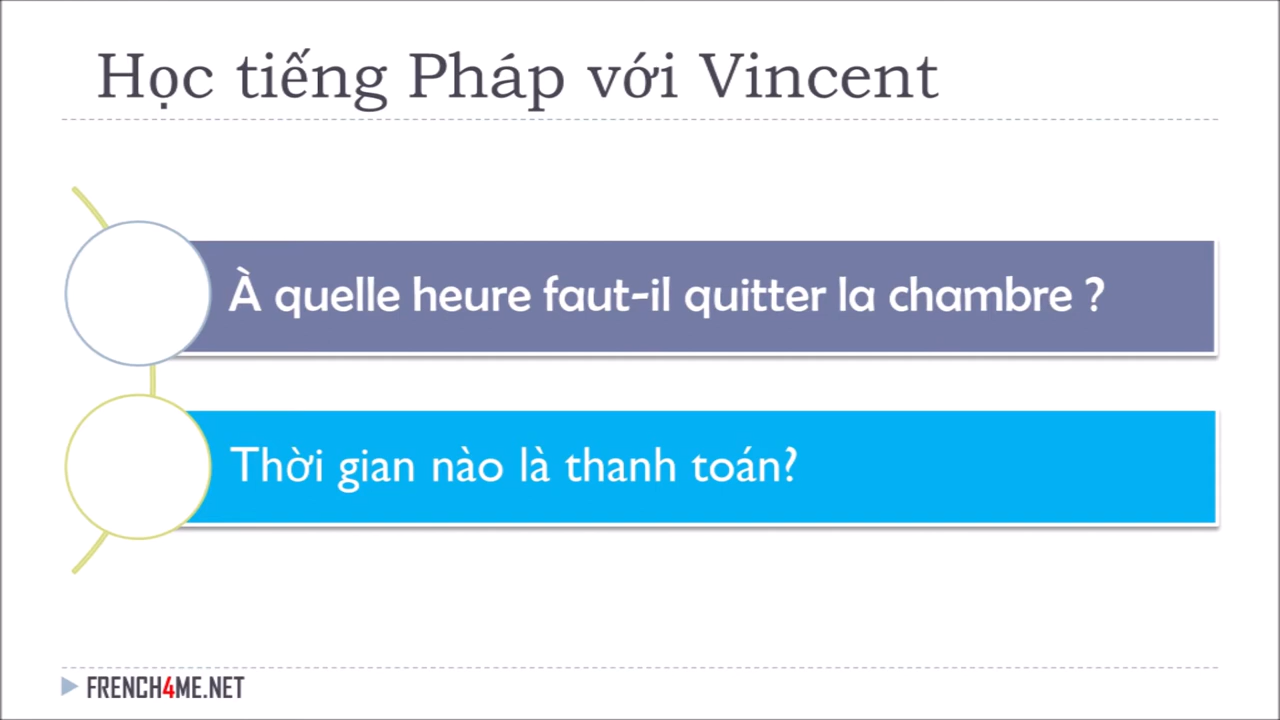 Học tiếng Pháp với Vincent
À quelle heure faut-il quitter la chambre ?
Thời gian nào là thanh toán?
FRENCH4ME.NET